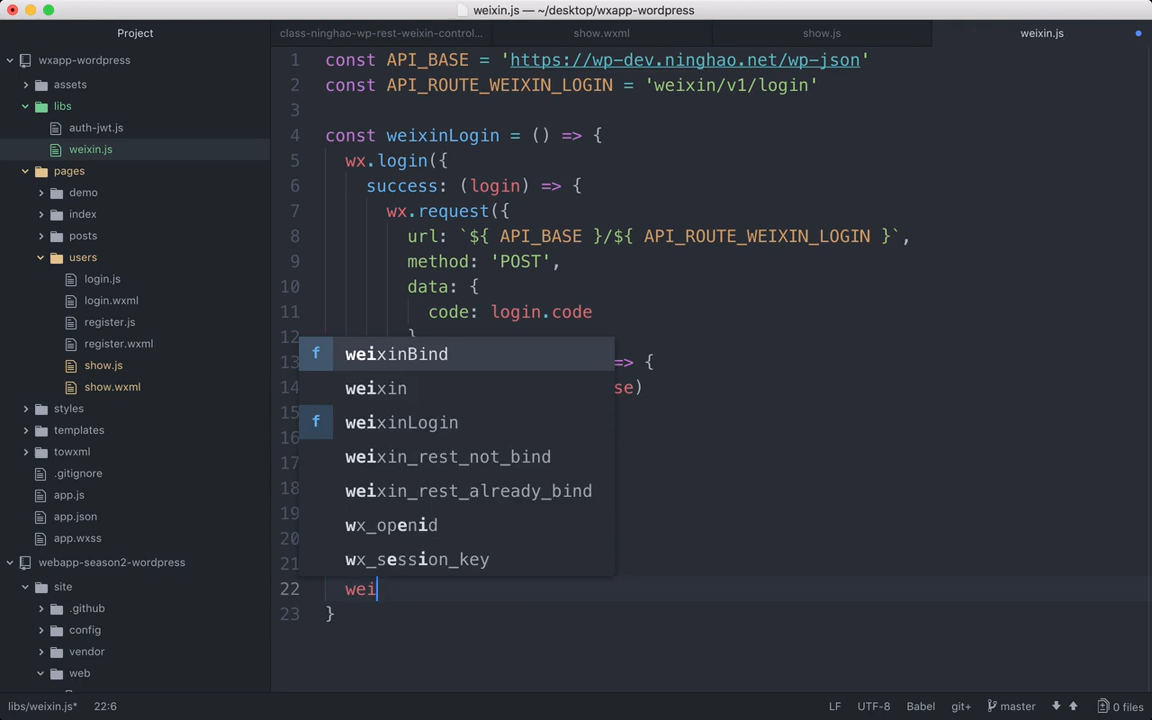 weixin.js — ~/desktop/wxapp-wordpress
Project
class-ninghao-wp-rest-weixin-control...
show.wxml
show.js
weixin.js
wxapp-wordpress
assets
libs
auth-jwt.js
weixin.js
pages
demo
index
posts
users
login.js
login.wxml
register.js
register.wxml
show.js
show.wxml
styles
templates
towxml
.gitignore
app.js
app.json
app.wxss
webapp-season2-wordpress
site
.github
config
vendor
web
1 const API_BASE = 'https://wp-dev.ninghao.net/wp-json'
2 const API_ROUTE_WEIXIN_LOGIN = 'weixin/v1/login'
3
4 const weixinLogin = () => {
5 wx.login({
6 success: (login) => {
7 wx.request({
8 url: `${ API_BASE }/${ API_ROUTE_WEIXIN_LOGIN }`,
9 method: 'POST',
10 data: {
11 code: login.code
12 }
13 => {
14 se)
15
16
17
18
19
20
21
22 wei
23 }
f weixinBind
weixin
f weixinLogin
weixin_rest_not_bind
weixin_rest_already_bind
wx_openid
wx_session_key
libs/weixin.js* 22:6 LF UTF-8 Babel git+ master 0 files